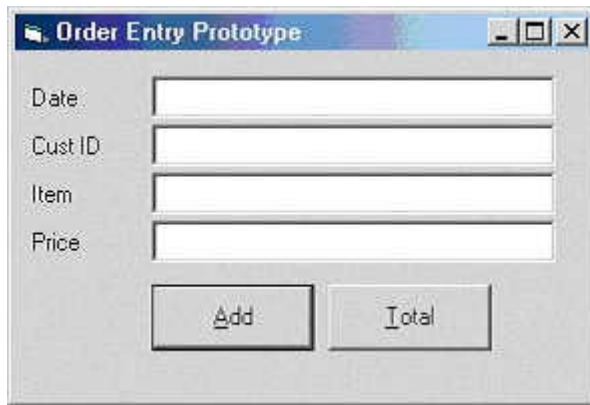 Order Entry Prototype
Date
Cust ID
Item
Price
Add Total